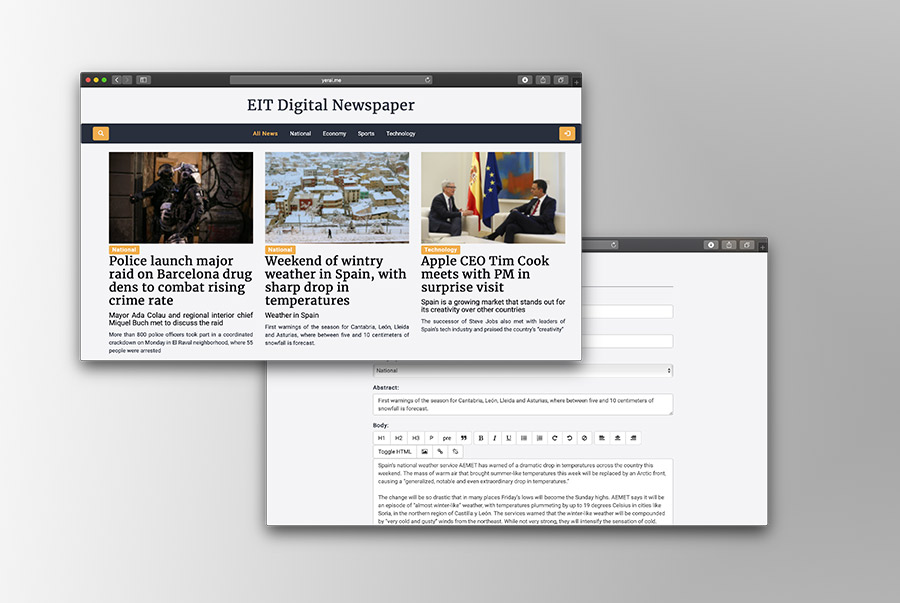 yerai.me
EIT Digital Newspaper
All News National Economy Sports Technology
National
Police launch major
raid on Barcelona drug
dens to combat rising
crime rate
Mayor Ada Colau and regional interior chief
Miquel Buch met to discuss the raid
More than 800 police officers took part in a coordinated
crackdown on Monday in El Raval neighborhood, where 55
people were arrested
National
Weekend of wintry
weather in Spain, with
sharp drop in
temperatures
Weather in Spain
First warnings of the season for Cantabria, León, Lleida
and Asturias, where between five and 10 centimeters of
snowfall is forecast.
Technology
Apple CEO Tim Cook
meets with PM in
surprise visit
Spain is a growing market that stands out for
its creativity over other countries
The successor of Steve Jobs also met with leaders of
Spain's tech industry and praised the country's "creativity"
National
Abstract:
First warnings of the season for Cantabria, León, Lleida and Asturias, where between five and 10 centimeters of
snowfall is forecast.
Body:
H1 H2 H3 P pre B I U
Toggle HTML
Spain's national weather service AEMET has warned of a dramatic drop in temperatures across the country this
weekend. The mass of warm air that brought summer-like temperatures this week will be replaced by an Arctic front,
causing a "generalized, notable and even extraordinary drop in temperatures."
The change will be so drastic that in many places Friday's lows will become the Sunday highs. AEMET says it will be
an episode of "almost winter-like" weather, with temperatures plummeting by up to 19 degrees Celsius in cities like
Soria, in the northern region of Castilla y León. The services warned that the winter-like weather will be compounded
by "very cold and gusty" winds from the northeast. While not very strong, they will intensify the sensation of cold.